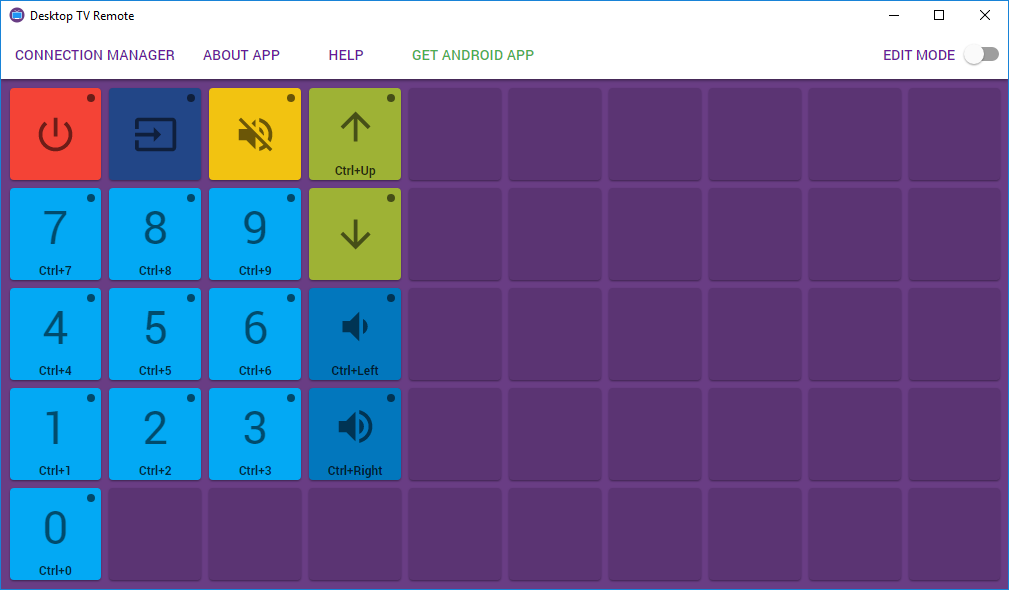 Desktop TV Remote
CONNECTION MANAGER ABOUT APP HELP GET ANDROID APP EDIT MODE
Ctrl+Up
7 8 9
Ctrl+7 Ctrl+8 Ctrl+9
4 5 6
Ctrl+4 Ctrl+5 Ctrl+6 Ctrl+Left
1 2 3
Ctrl+1 Ctrl+2 Ctrl+3 Ctrl+Right
0
Ctrl+0